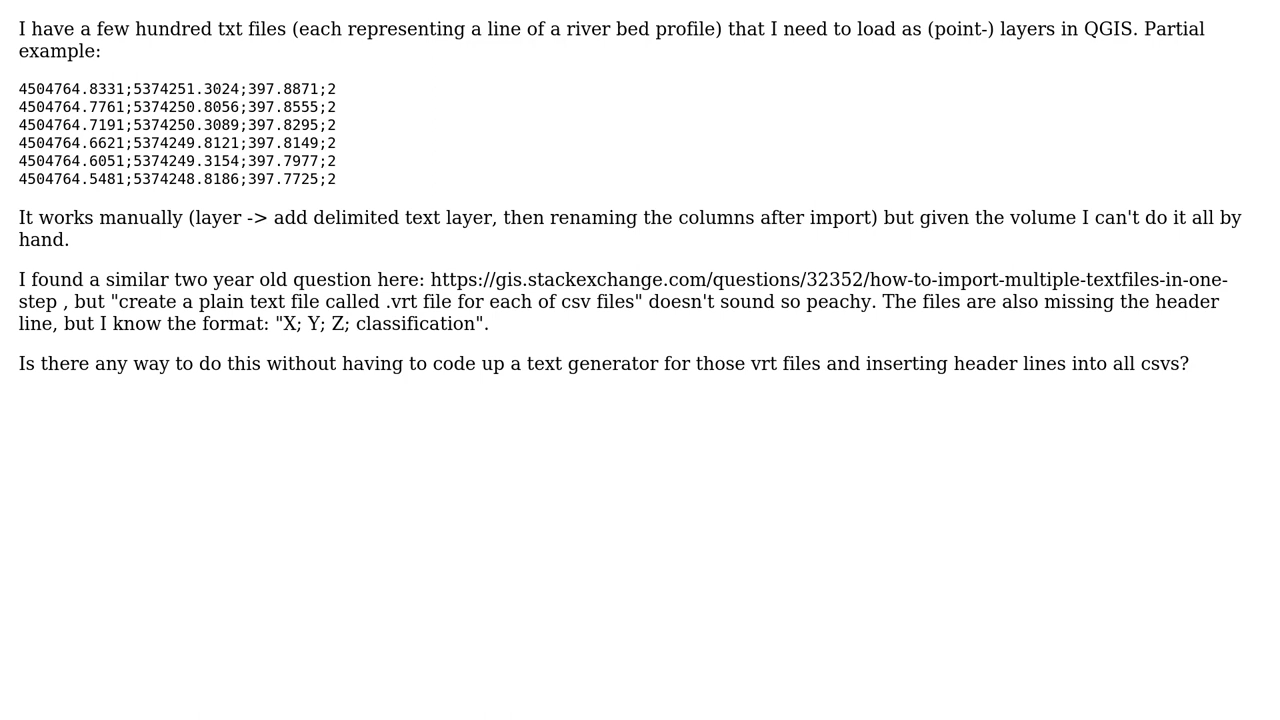 I have a few hundred txt files (each representing a line of a river bed profile) that I need to load as (point-) layers in QGIS. Partial
example:
4504764.8331;5374251.3024;397.8871;2
4504764.7761;5374250.8056;397.8555;2
4504764.7191;5374250.3089;397.8295;2
4504764.6621;5374249.8121;397.8149;2
4504764.6051;5374249.3154;397.7977;2
4504764.5481;5374248.8186;397.7725;2
It works manually (layer -> add delimited text layer, then renaming the columns after import) but given the volume I can't do it all by
hand.
I found a similar two year old question here: https://gis.stackexchange.com/questions/32352/how-to-import-multiple-textfiles-in-one-
step , but "create a plain text file called .vrt file for each of csv files" doesn't sound so peachy. The files are also missing the header
line, but I know the format: "X; Y; Z; classification".
Is there any way to do this without having to code up a text generator for those vrt files and inserting header lines into all csvs?